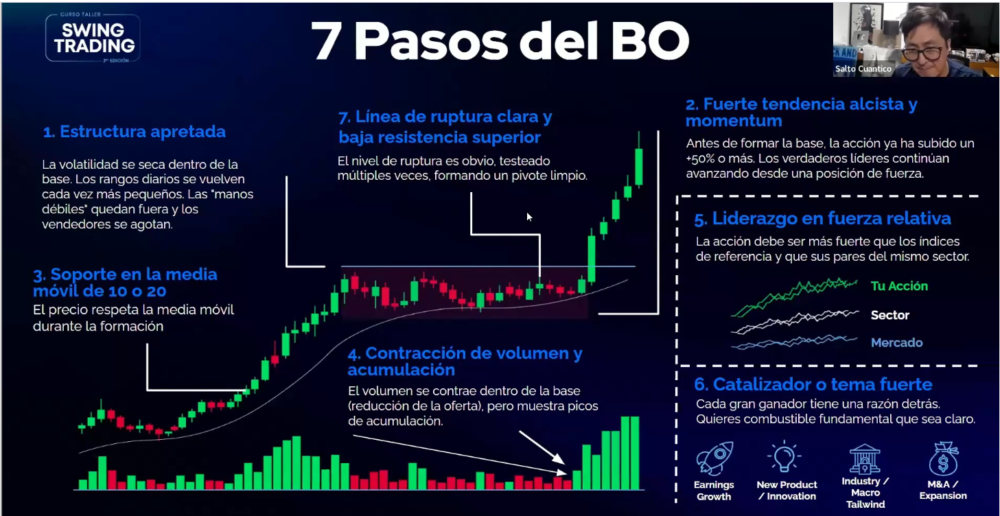 CURSO TALLER
SWING
TRADING
2ᵈᵃ EDICIÓN
7 Pasos del BO
CK AND
Salto Cuantico
1. Estructura apretada
La volatilidad se seca dentro de la
base. Los rangos diarios se vuelven
cada vez más pequeños. Las "manos
débiles" quedan fuera y los
vendedores se agotan.
7. Línea de ruptura clara y
baja resistencia superior
El nivel de ruptura es obvio, testeado
múltiples veces, formando un pivote limpio.
2. Fuerte tendencia alcista y
momentum
Antes de formar la base, la acción ya ha subido un
+50% o más. Los verdaderos líderes continúan
avanzando desde una posición de fuerza.
3. Soporte en la media
móvil de 10 o 20
El precio respeta la media móvil
durante la formación
4. Contracción de volumen y
acumulación
El volumen se contrae dentro de la base
(reducción de la oferta), pero muestra picos
de acumulación.
5. Liderazgo en fuerza relativa
La acción debe ser más fuerte que los índices
de referencia y que sus pares del mismo sector.
Tu Acción
Sector
Mercado
6. Catalizador o tema fuerte
Cada gran ganador tiene una razón detrás.
Quieres combustible fundamental que sea claro.
Earnings
Growth
New Product
/ Innovation
Industry /
Macro
Tailwind
M&A /
Expansion